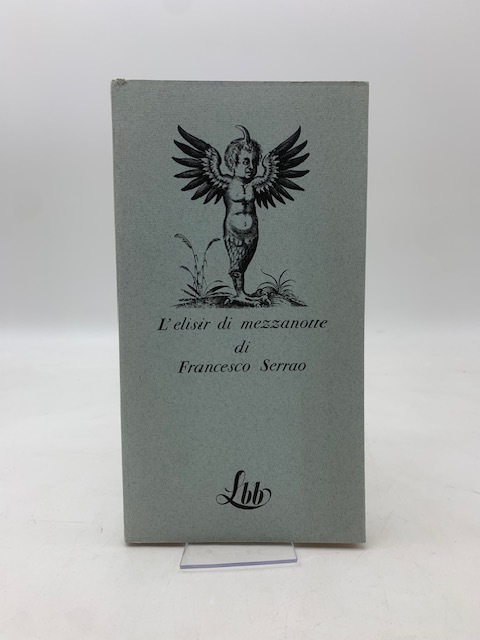 L'elisir di mezzanotte
di
Francesco Serrao
Lbb